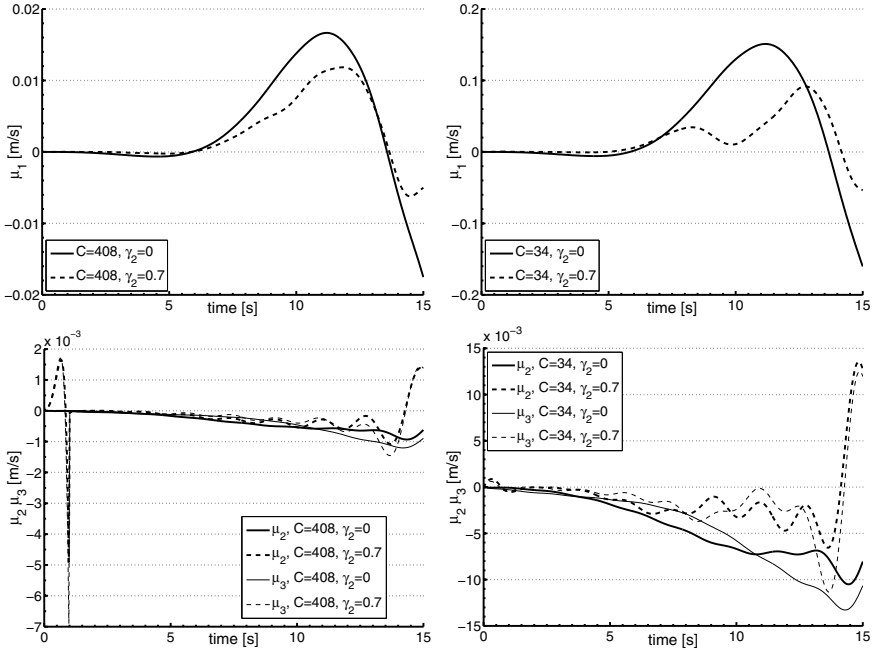 0.02
0.01
0
−0.01
−0.02
μ1 [m/s]
C=408, γ2=0
C=408, γ2=0.7
0 5 10 15
time [s]
0.2
0.1
0
−0.1
−0.2
μ1 [m/s]
C=34, γ2=0
C=34, γ2=0.7
0 5 10 15
time [s]
x 10−3
2
1
0
−1
−2
−3
−4
−5
−6
−7
μ2 μ3 [m/s]
μ2, C=408, γ2=0
μ2, C=408, γ2=0.7
μ3, C=408, γ2=0
μ3, C=408, γ2=0.7
0 5 10 15
time [s]
x 10−3
15
10
5
0
−5
−10
−15
μ2 μ3 [m/s]
μ2, C=34, γ2=0
μ2, C=34, γ2=0.7
μ3, C=34, γ2=0
μ3, C=34, γ2=0.7
0 5 10 15
time [s]